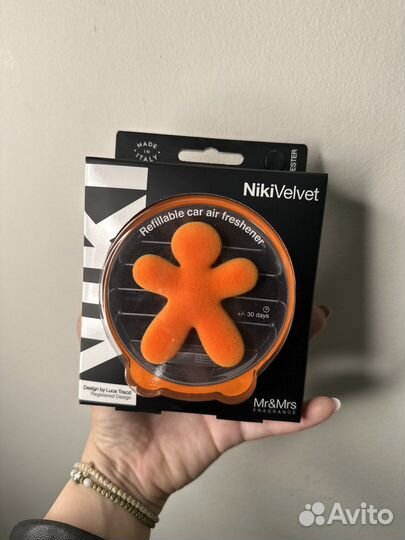 MADE
IN
ITALY
TESTER
NikiVelvet
NIKI
Refillable car air freshener
+/- 30 days
Design by Luca Trazzi
Registered Design
Mr&Mrs
FRAGRANCE
Avito